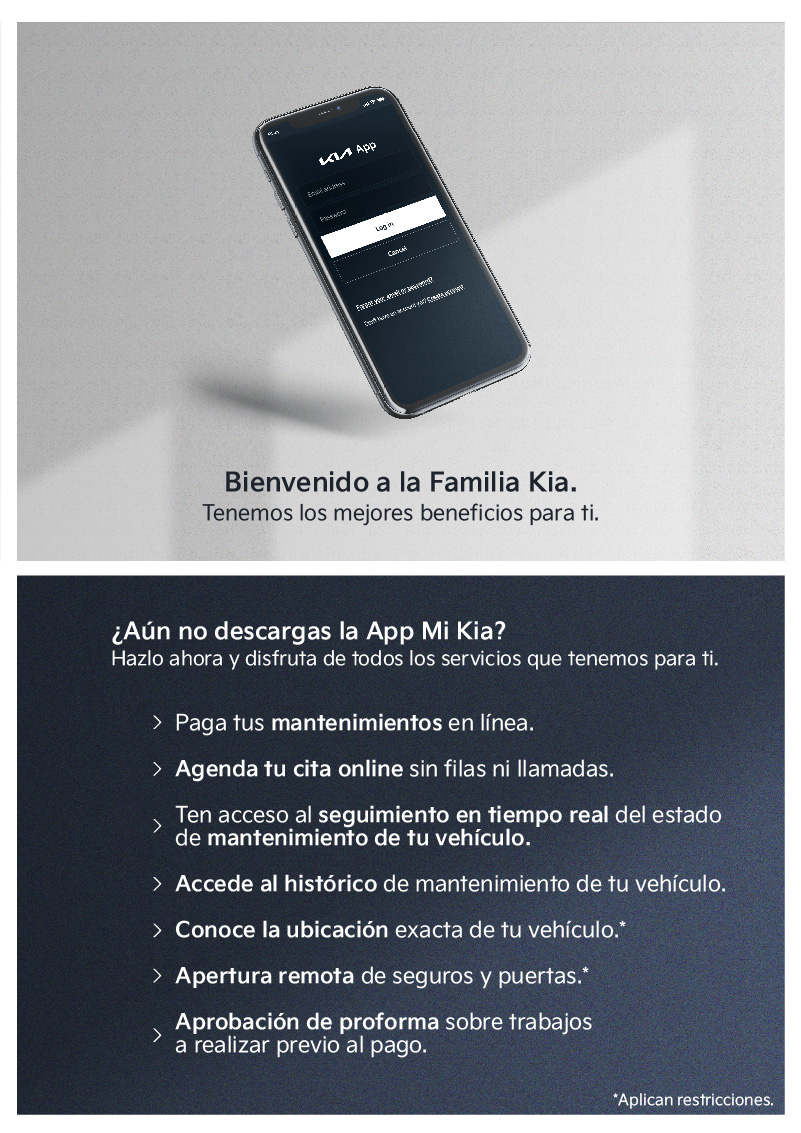 KIA App
Email address
Password
Log in
Cancel
Forgot your email or password?
Don't have an account yet? Create account
Bienvenido a la Familia Kia.
Tenemos los mejores beneficios para ti.
¿Aún no descargas la App Mi Kia?
Hazlo ahora y disfruta de todos los servicios que tenemos para ti.
Paga tus mantenimientos en línea.
Agenda tu cita online sin filas ni llamadas.
Ten acceso al seguimiento en tiempo real del estado
de mantenimiento de tu vehículo.
Accede al histórico de mantenimiento de tu vehículo.
Conoce la ubicación exacta de tu vehículo.*
Apertura remota de seguros y puertas.*
Aprobación de proforma sobre trabajos
a realizar previo al pago.
*Aplican restricciones.